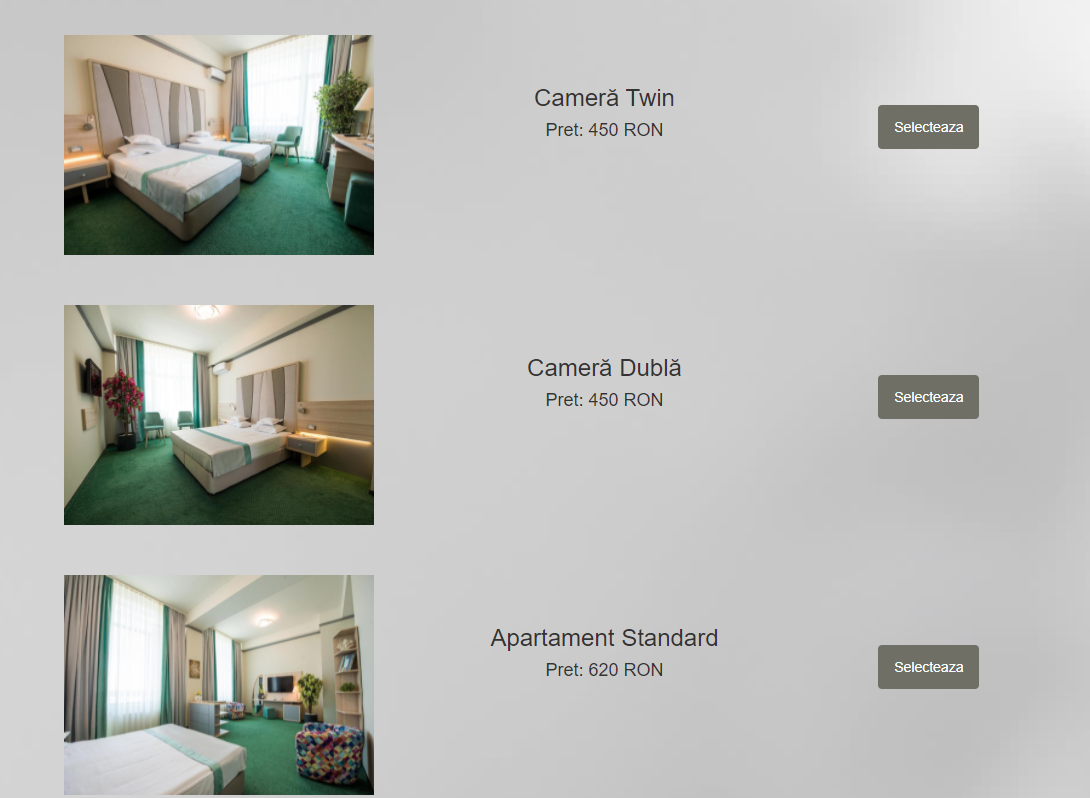 Cameră Twin
Pret: 450 RON
Selecteaza
Cameră Dublă
Pret: 450 RON
Selecteaza
Apartament Standard
Pret: 620 RON
Selecteaza